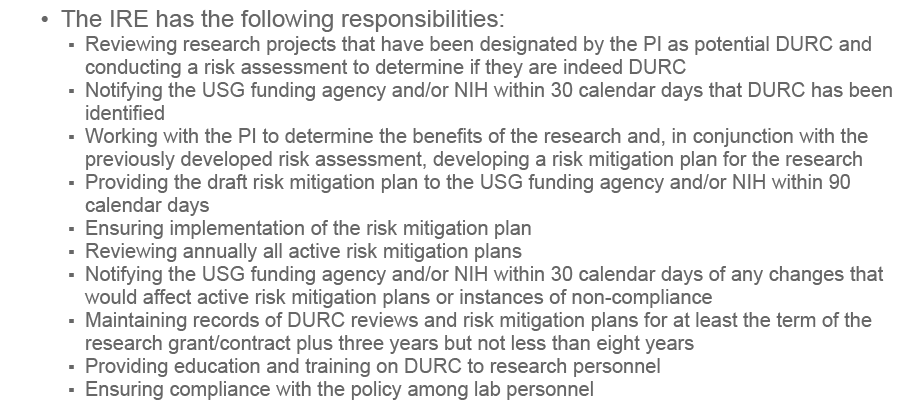 • The IRE has the following responsibilities:
▪ Reviewing research projects that have been designated by the PI as potential DURC and
conducting a risk assessment to determine if they are indeed DURC
▪ Notifying the USG funding agency and/or NIH within 30 calendar days that DURC has been
identified
▪ Working with the PI to determine the benefits of the research and, in conjunction with the
previously developed risk assessment, developing a risk mitigation plan for the research
▪ Providing the draft risk mitigation plan to the USG funding agency and/or NIH within 90
calendar days
▪ Ensuring implementation of the risk mitigation plan
▪ Reviewing annually all active risk mitigation plans
▪ Notifying the USG funding agency and/or NIH within 30 calendar days of any changes that
would affect active risk mitigation plans or instances of non-compliance
▪ Maintaining records of DURC reviews and risk mitigation plans for at least the term of the
research grant/contract plus three years but not less than eight years
▪ Providing education and training on DURC to research personnel
▪ Ensuring compliance with the policy among lab personnel